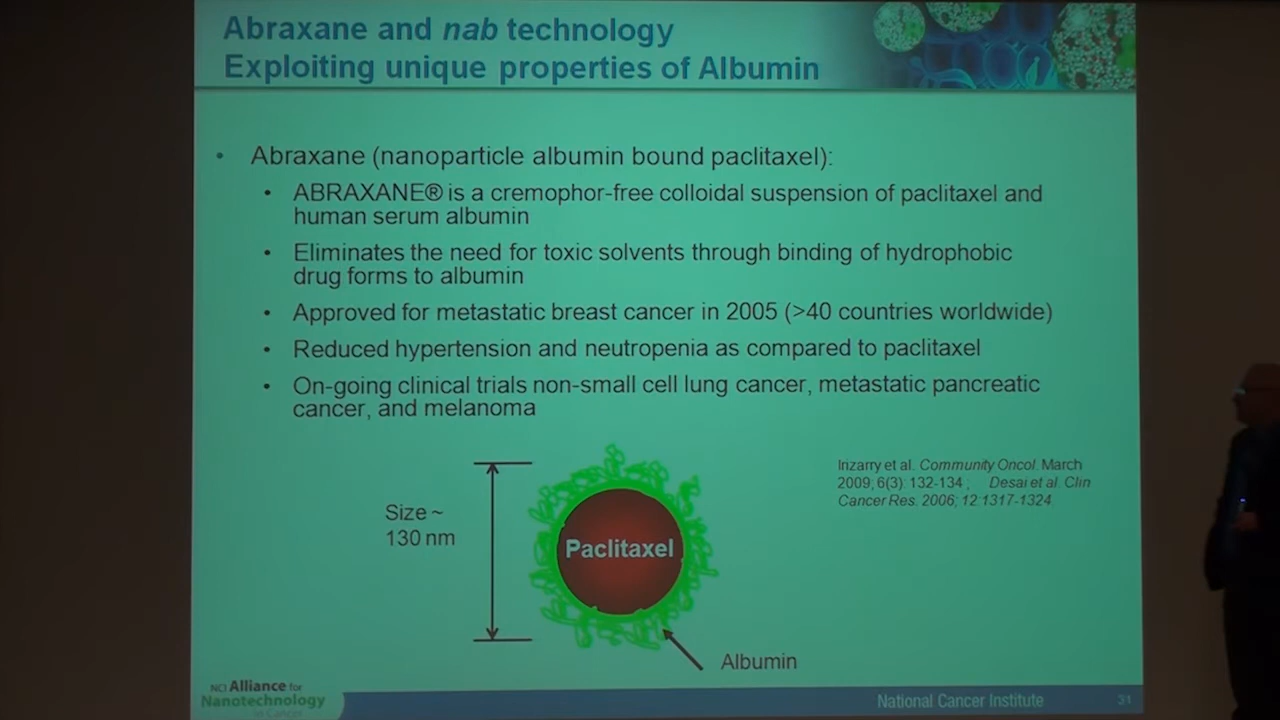 Abraxane and nab technology
Exploiting unique properties of Albumin
• Abraxane (nanoparticle albumin bound paclitaxel):
• ABRAXANE® is a cremophor-free colloidal suspension of paclitaxel and
human serum albumin
• Eliminates the need for toxic solvents through binding of hydrophobic
drug forms to albumin
• Approved for metastatic breast cancer in 2005 (>40 countries worldwide)
• Reduced hypertension and neutropenia as compared to paclitaxel
• On-going clinical trials non-small cell lung cancer, metastatic pancreatic
cancer, and melanoma
Irizarry et al. Community Oncol. March
2009; 6(3): 132-134 ; Desai et al. Clin
Cancer Res. 2006; 12:1317-1324.
Size ~
130 nm
Paclitaxel
Albumin
NCI Alliance for
Nanotechnology
in Cancer
National Cancer Institute
31